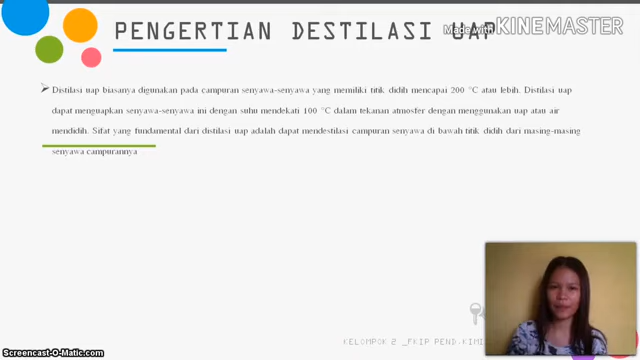 PENGERTIAN DESTILASI UAP
Made with KINEMASTER
Distilasi uap biasanya digunakan pada campuran senyawa-senyawa yang memiliki titik didih mencapai 200 °C atau lebih. Distilasi uap
dapat menguapkan senyawa-senyawa ini dengan suhu mendekati 100 °C dalam tekanan atmosfer dengan menggunakan uap atau air
mendidih. Sifat yang fundamental dari distilasi uap adalah dapat mendestilasi campuran senyawa di bawah titik didih dari masing-masing
senyawa campurannya
KELOMPOK 2 _FKIP PEND.KIMI
Screencast-O-Matic.com